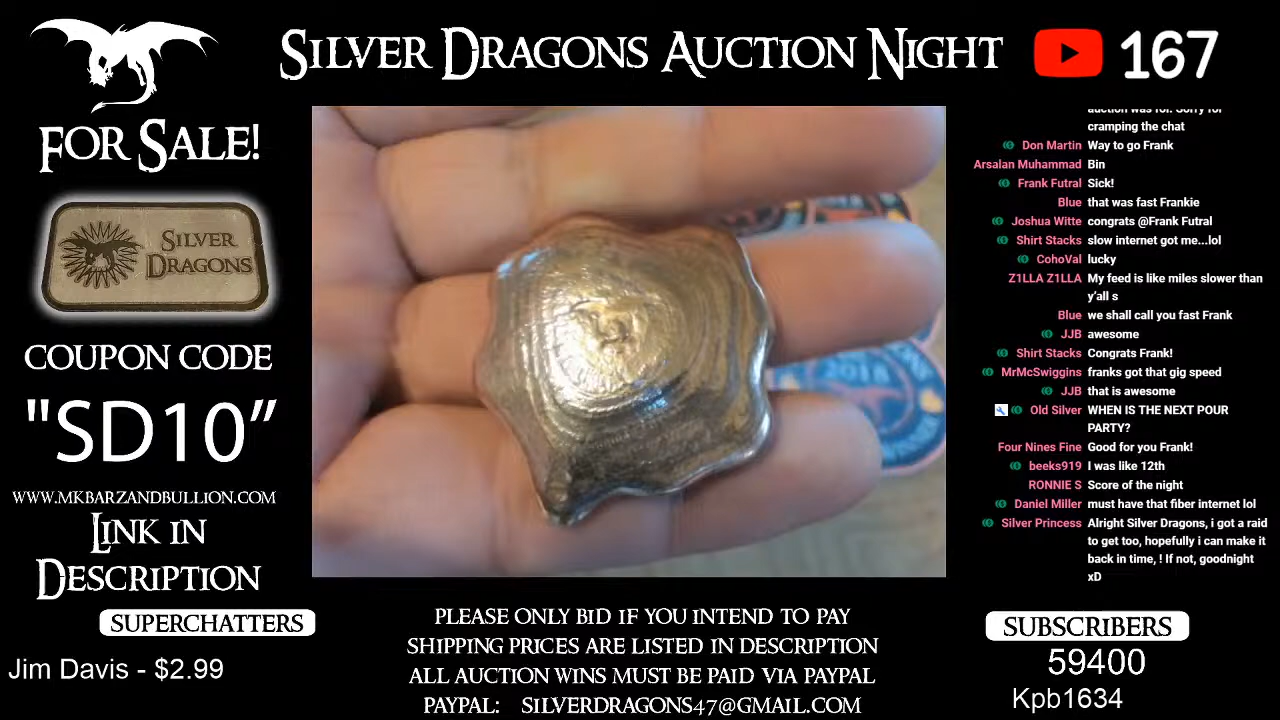 SILVER DRAGONS AUCTION NIGHT
167
FOR SALE!
SILVER
DRAGONS
COUPON CODE
"SD10”
WWW.MKBARZANDBULLION.COM
LINK IN
DESCRIPTION
SUPERCHATTERS
Jim Davis - $2.99
2018
auction was for. Sorry for
cramping the chat
Don Martin Way to go Frank
Arsalan Muhammad Bin
Frank Futral Sick!
Blue that was fast Frankie
Joshua Witte congrats @Frank Futral
Shirt Stacks slow internet got me...lol
CohoVal lucky
Z1LLA Z1LLA My feed is like miles slower than
y'all s
Blue we shall call you fast Frank
JJB awesome
Shirt Stacks Congrats Frank!
MrMcSwiggins franks got that gig speed
JJB that is awesome
Old Silver WHEN IS THE NEXT POUR
PARTY?
Four Nines Fine Good for you Frank!
beeks919 I was like 12th
RONNIE S Score of the night
Daniel Miller must have that fiber internet lol
Silver Princess Alright Silver Dragons, i got a raid
to get too, hopefully i can make it
back in time, ! If not, goodnight
xD
PLEASE ONLY BID IF YOU INTEND TO PAY
SHIPPING PRICES ARE LISTED IN DESCRIPTION
ALL AUCTION WINS MUST BE PAID VIA PAYPAL
PAYPAL: SILVERDRAGONS47@GMAIL.COM
SUBSCRIBERS
59400
Kpb1634